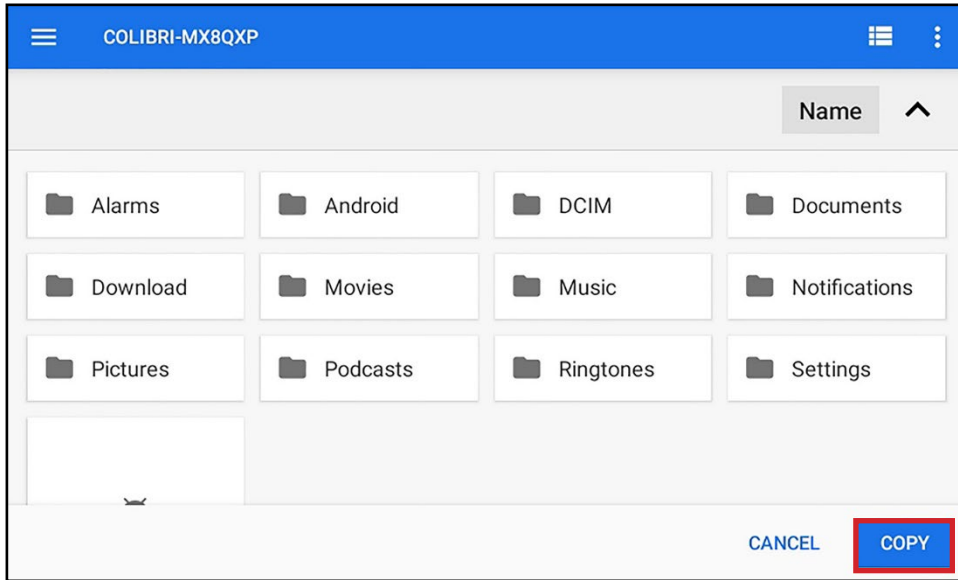 COLIBRI-MX8QXP
Name
Alarms Android DCIM Documents
Download Movies Music Notifications
Pictures Podcasts Ringtones Settings
CANCEL COPY